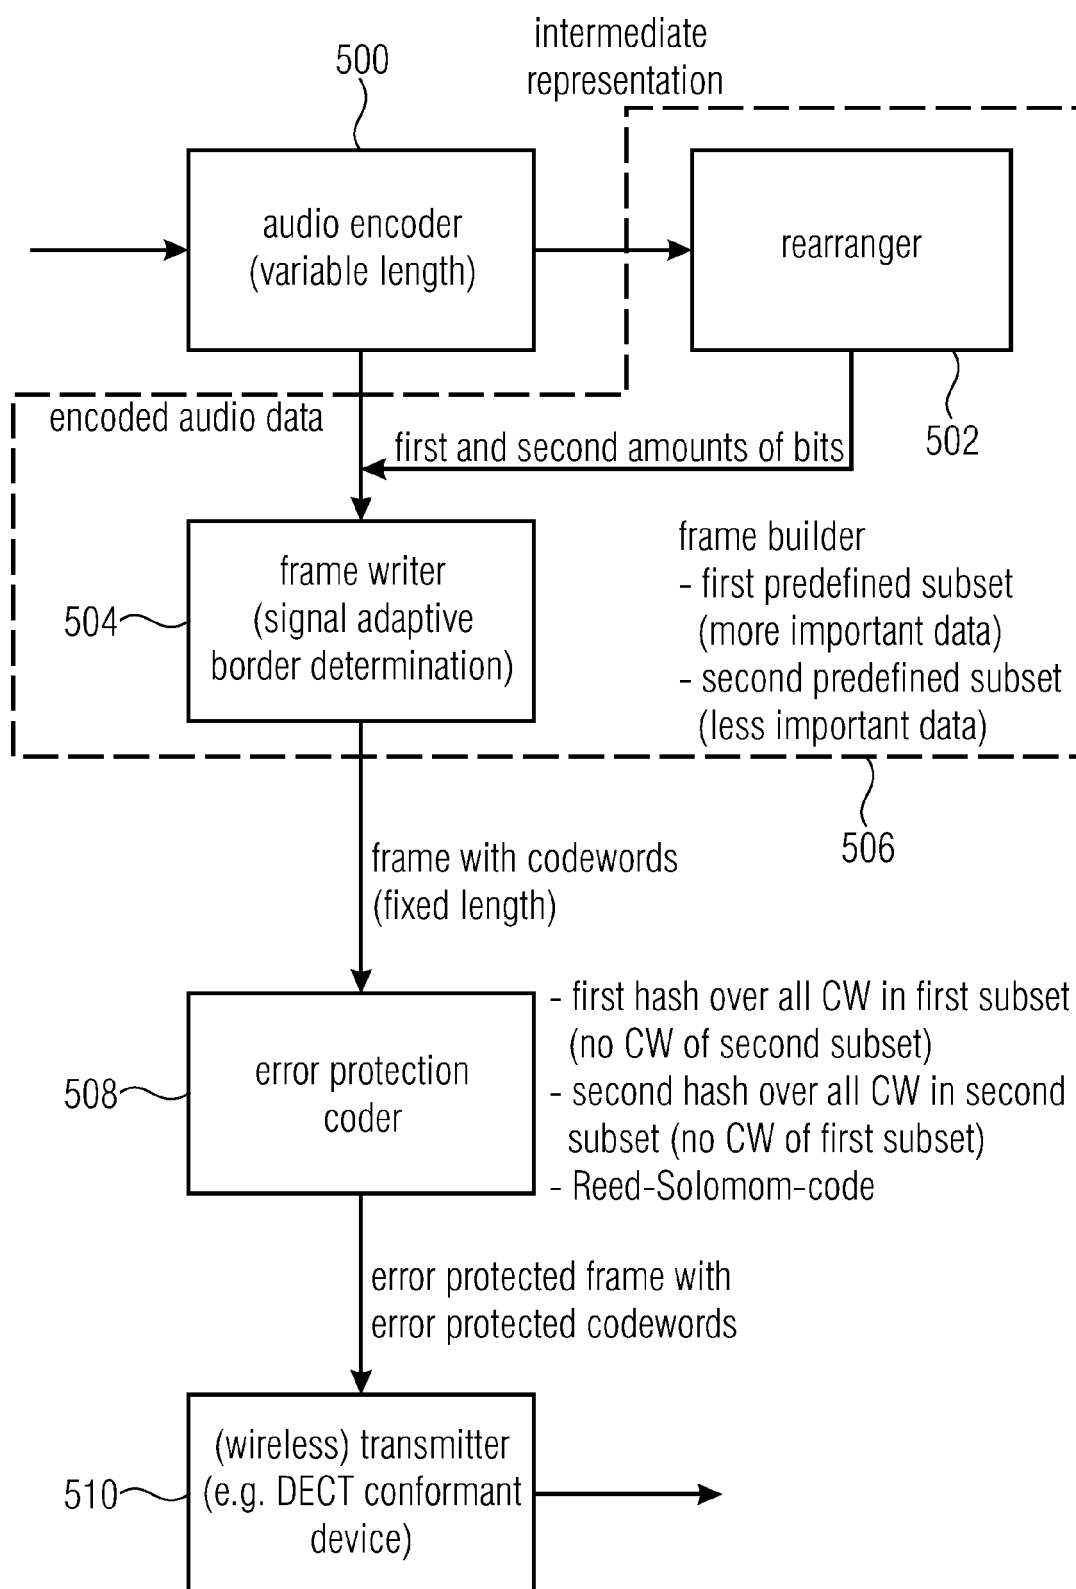 500
intermediate
representation
audio encoder
(variable length)
rearranger
encoded audio data
first and second amounts of bits
502
504
frame writer
(signal adaptive
border determination)
frame builder
- first predefined subset
(more important data)
- second predefined subset
(less important data)
506
frame with codewords
(fixed length)
508
error protection
coder
- first hash over all CW in first subset
(no CW of second subset)
- second hash over all CW in second
subset (no CW of first subset)
- Reed-Solomom-code
error protected frame with
error protected codewords
510
(wireless) transmitter
(e.g. DECT conformant
device)